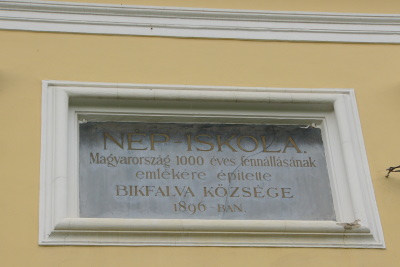 NÉP-ISKOLA.
Magyarország 1000 éves fennállásának
emlékére építette
BIKFALVA KÖZSÉGE
1896-BAN.